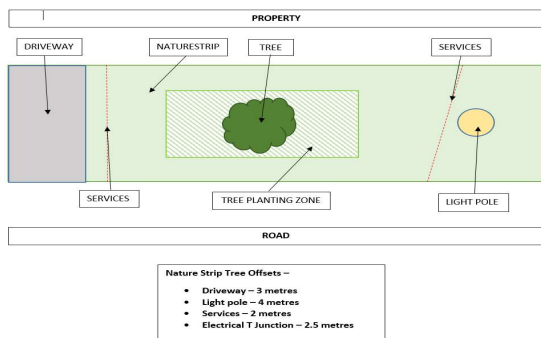 PROPERTY
DRIVEWAY
NATURESTRIP
TREE
SERVICES
SERVICES
TREE PLANTING ZONE
LIGHT POLE
ROAD
Nature Strip Tree Offsets –
• Driveway – 3 metres
• Light pole – 4 metres
• Services – 2 metres
• Electrical T Junction – 2.5 metres